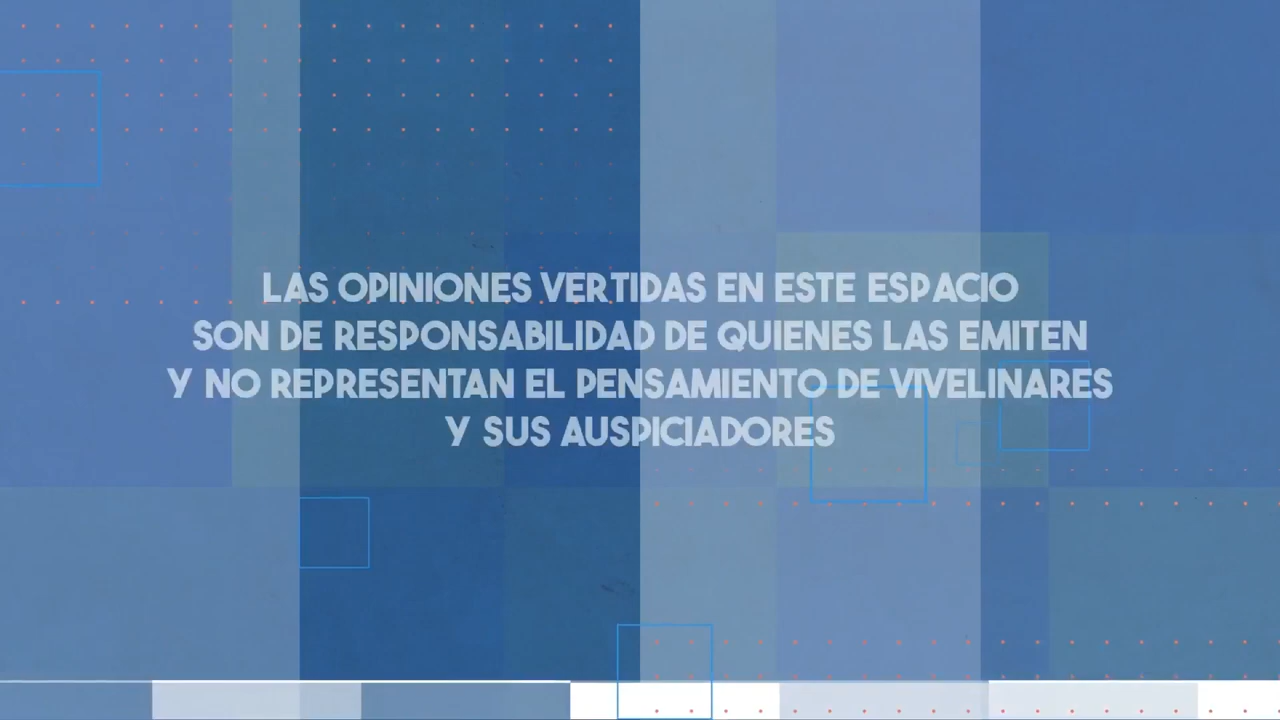 LAS OPINIONES VERTIDAS EN ESTE ESPACIO
SON DE RESPONSABILIDAD DE QUIENES LAS EMITEN
Y NO REPRESENTAN EL PENSAMIENTO DE VIVELINARES
Y SUS AUSPICIADORES